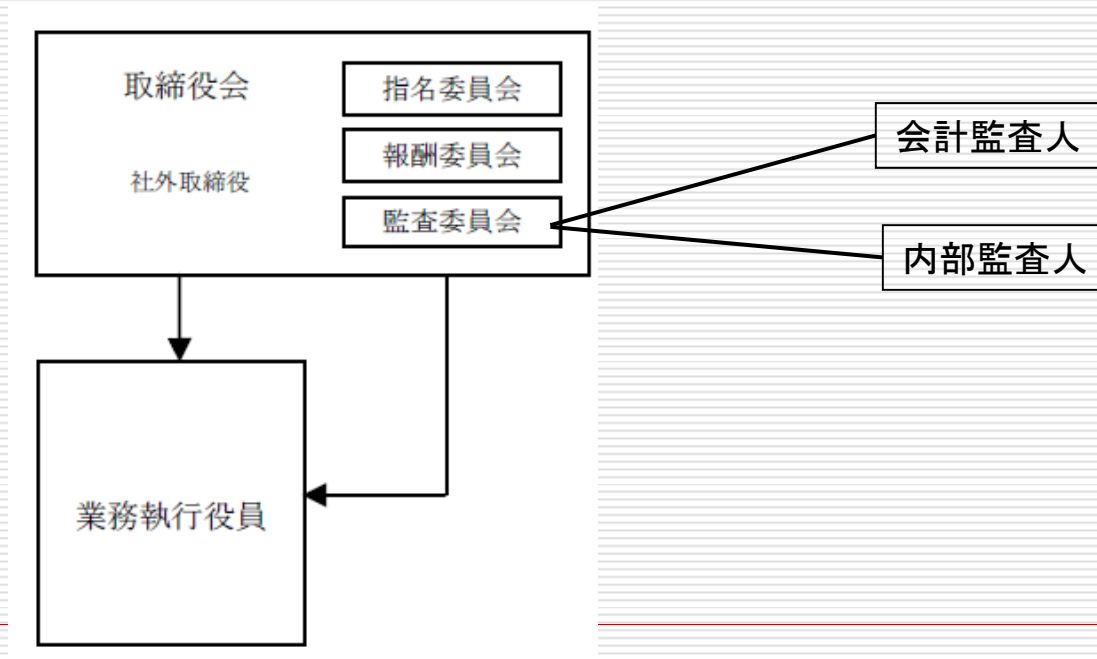 取締役会
社外取締役
指名委員会
報酬委員会
監査委員会
会計監査人
内部監査人
業務執行役員